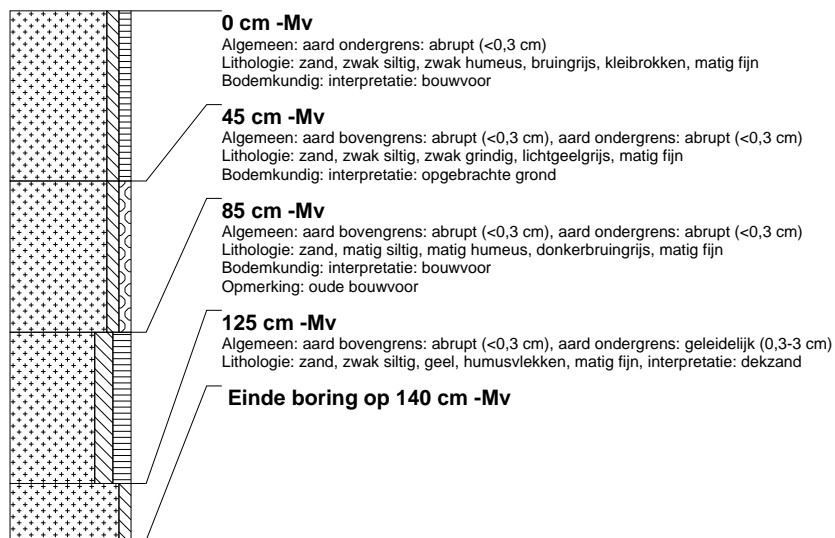 0 cm -Mv
Algemeen: aard ondergrens: abrupt (<0,3 cm)
Lithologie: zand, zwak siltig, zwak humeus, bruingrijs, kleibrokken, matig fijn
Bodemkundig: interpretatie: bouwvoor
45 cm -Mv
Algemeen: aard bovengrens: abrupt (<0,3 cm), aard ondergrens: abrupt (<0,3 cm)
Lithologie: zand, zwak siltig, zwak grindig, lichtgeelgrijs, matig fijn
Bodemkundig: interpretatie: opgebrachte grond
85 cm -Mv
Algemeen: aard bovengrens: abrupt (<0,3 cm), aard ondergrens: abrupt (<0,3 cm)
Lithologie: zand, matig siltig, matig humeus, donkerbruingrijs, matig fijn
Bodemkundig: interpretatie: bouwvoor
Opmerking: oude bouwvoor
125 cm -Mv
Algemeen: aard bovengrens: abrupt (<0,3 cm), aard ondergrens: geleidelijk (0,3-3 cm)
Lithologie: zand, zwak siltig, geel, humusvlekken, matig fijn, interpretatie: dekzand
Einde boring op 140 cm -Mv